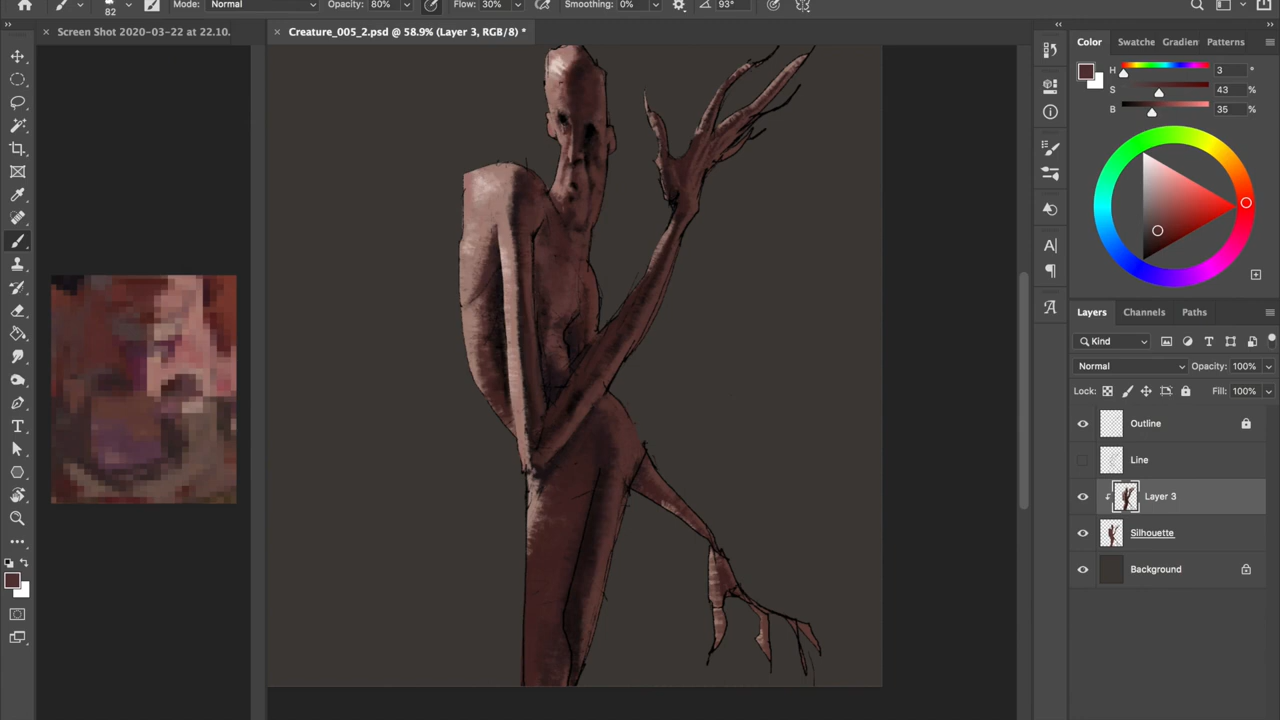 82 Mode: Normal Opacity: 80% Flow: 30% Smoothing: 0% 93°
Screen Shot 2020-03-22 at 22.10. Creature_005_2.psd @ 58.9% (Layer 3, RGB/8) *
Color Swatche Gradien Patterns
H 3 °
S 43 %
B 35 %
Layers Channels Paths
Kind
Normal Opacity: 100%
Lock: Fill: 100%
Outline
Line
Layer 3
Silhouette
Background